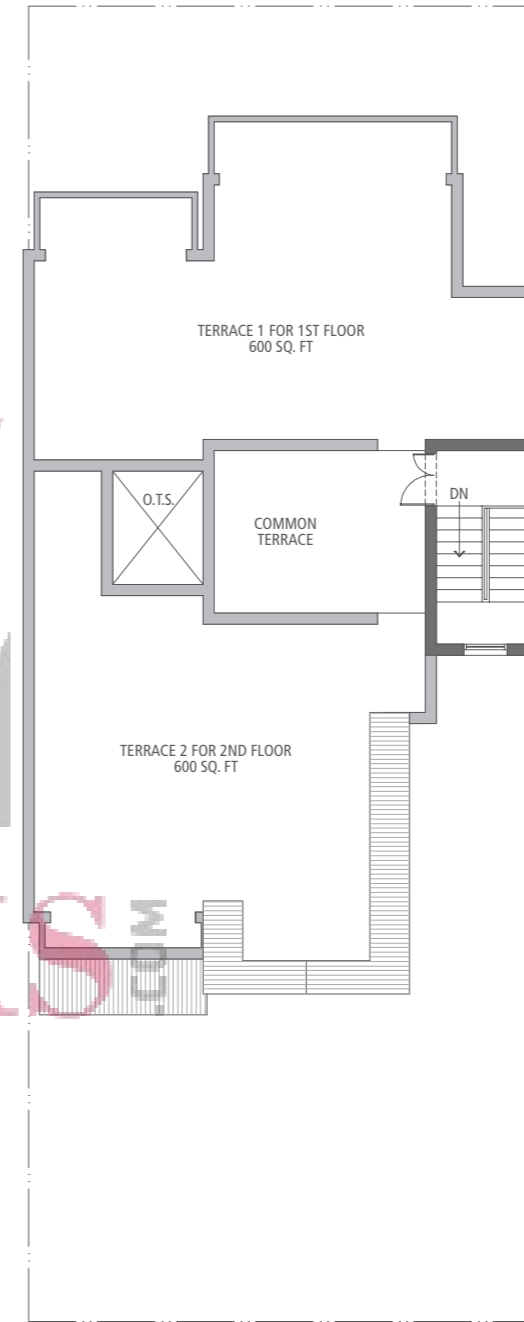 TERRACE 1 FOR 1ST FLOOR
600 SQ. FT
O.T.S.
DN
COMMON
TERRACE
TERRACE 2 FOR 2ND FLOOR
600 SQ. FT
S
.COM